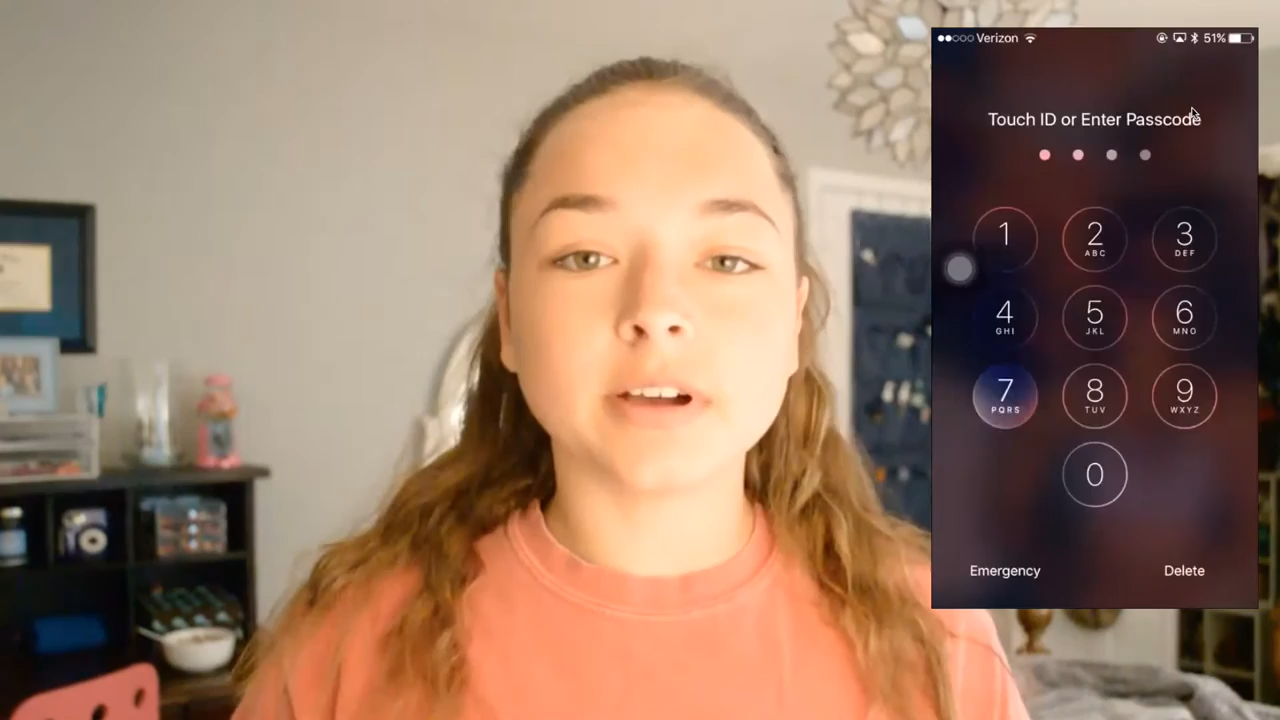 Verizon 51%
Touch ID or Enter Passcode
1 2 3
ABC DEF
4 5 6
GHI JKL MNO
7 8 9
PQRS TUV WXYZ
0
Emergency Delete